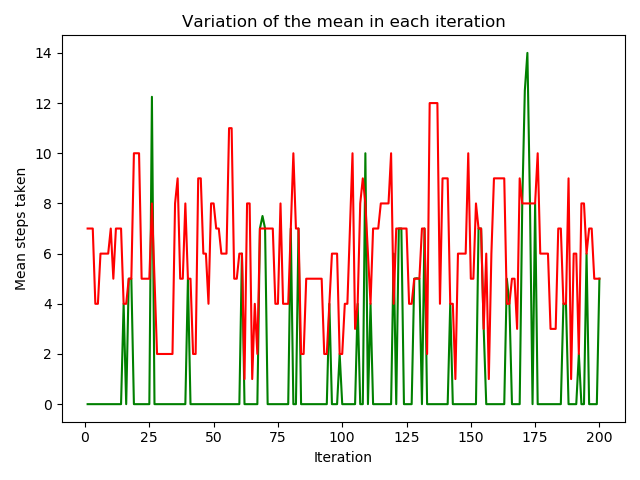 Variation of the mean in each iteration
14
12
10
8
6
4
2
0
Mean steps taken
0 25 50 75 100 125 150 175 200
Iteration